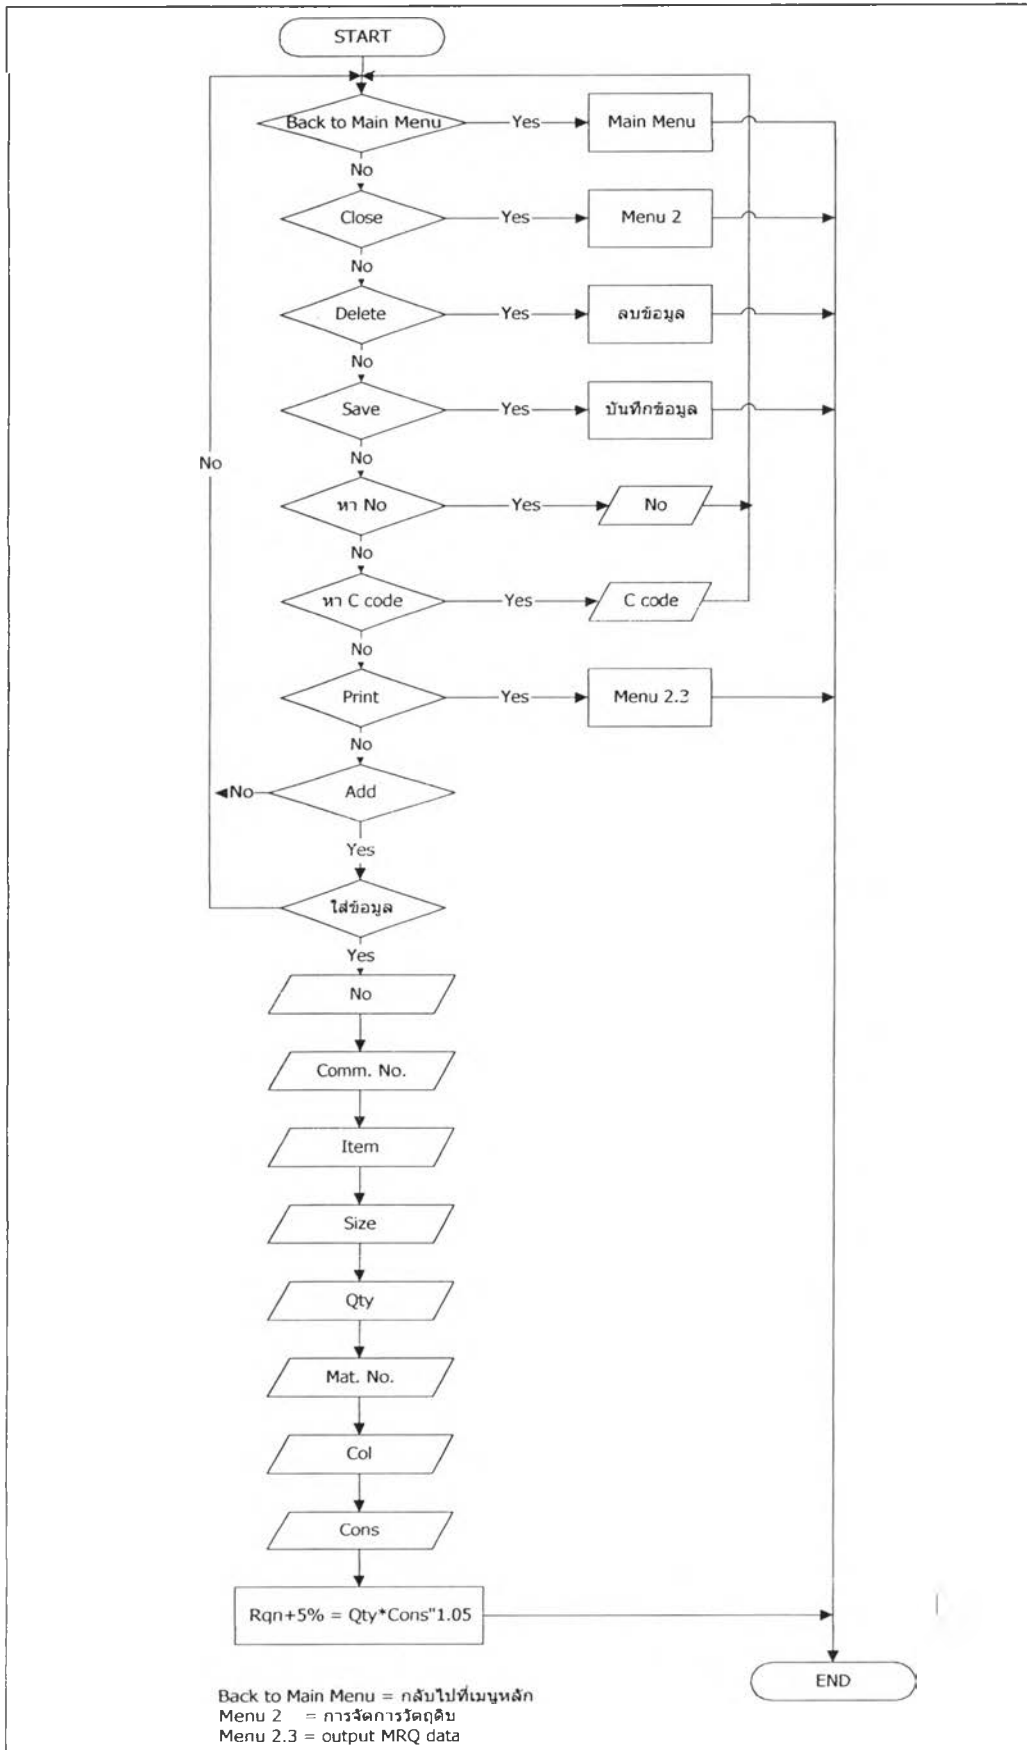 START
Back to Main Menu
Yes
Main Menu
No
Close
Yes
Menu 2
No
Delete
Yes
ลบข้อมูล
No
Save
Yes
บันทึกข้อมูล
No
No
หา No
Yes
No
No
หา C code
Yes
C code
No
Print
Yes
Menu 2.3
No
No
Add
Yes
ใส่ข้อมูล
Yes
No
Comm. No.
Item
Size
Qty
Mat. No.
Col
Cons
Rqn+5% = Qty*Cons"1.05
END
Back to Main Menu = กลับไปที่เมนูหลัก
Menu 2 = การจัดการวัตถุดิบ
Menu 2.3 = output MRQ data